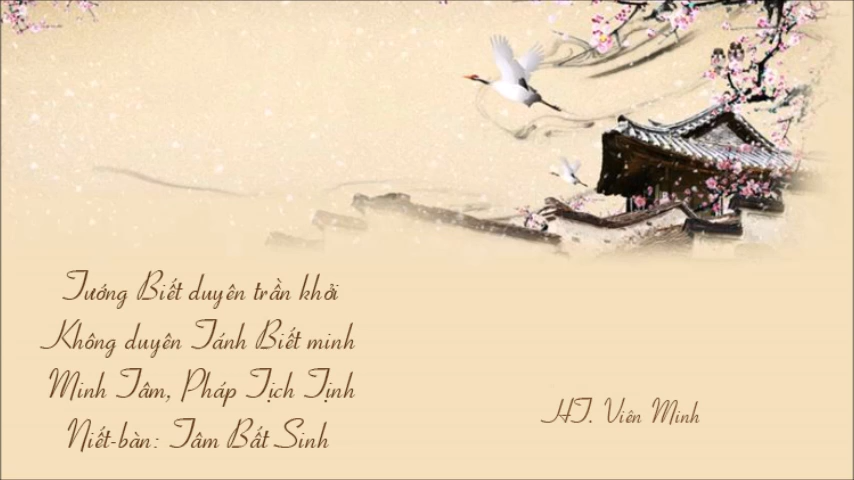 Tướng Biết duyên trần khởi
Không duyên Tánh Biết minh
Minh Tâm, Pháp Tịch Tịnh
Niết-bàn: Tâm Bất Sinh
HT. Viên Minh